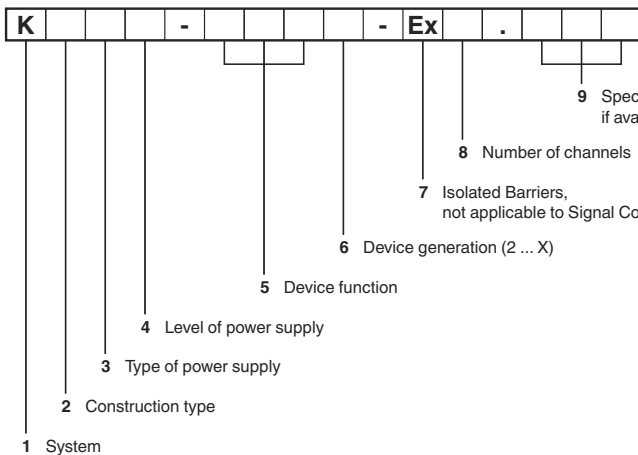 K - - Ex .
9 Spec
if ava
8 Number of channels
7 Isolated Barriers,
not applicable to Signal Co
6 Device generation (2 ... X)
5 Device function
4 Level of power supply
3 Type of power supply
2 Construction type
1 System